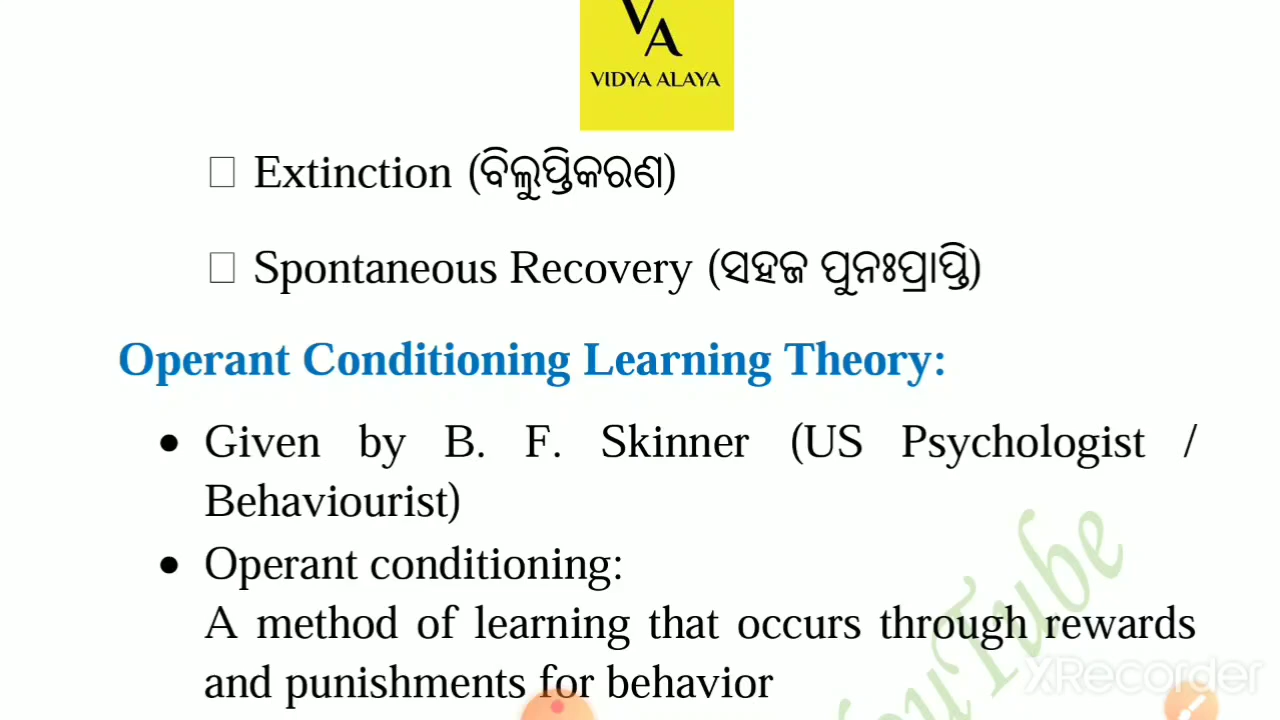 VA
VIDYA ALAYA
Extinction (ବିଲୁପ୍ତିକରଣ)
Spontaneous Recovery (ସହଜ ପୁନଃପ୍ରାପ୍ତି)
Operant Conditioning Learning Theory:
• Given by B. F. Skinner (US Psychologist /
Behaviourist)
• Operant conditioning:
A method of learning that occurs through rewards
and punishments for behavior
YouTube
XRecorder